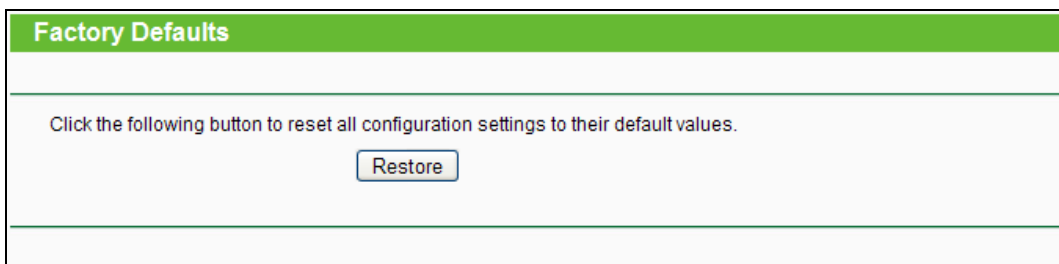 Factory Defaults
Click the following button to reset all configuration settings to their default values.
Restore